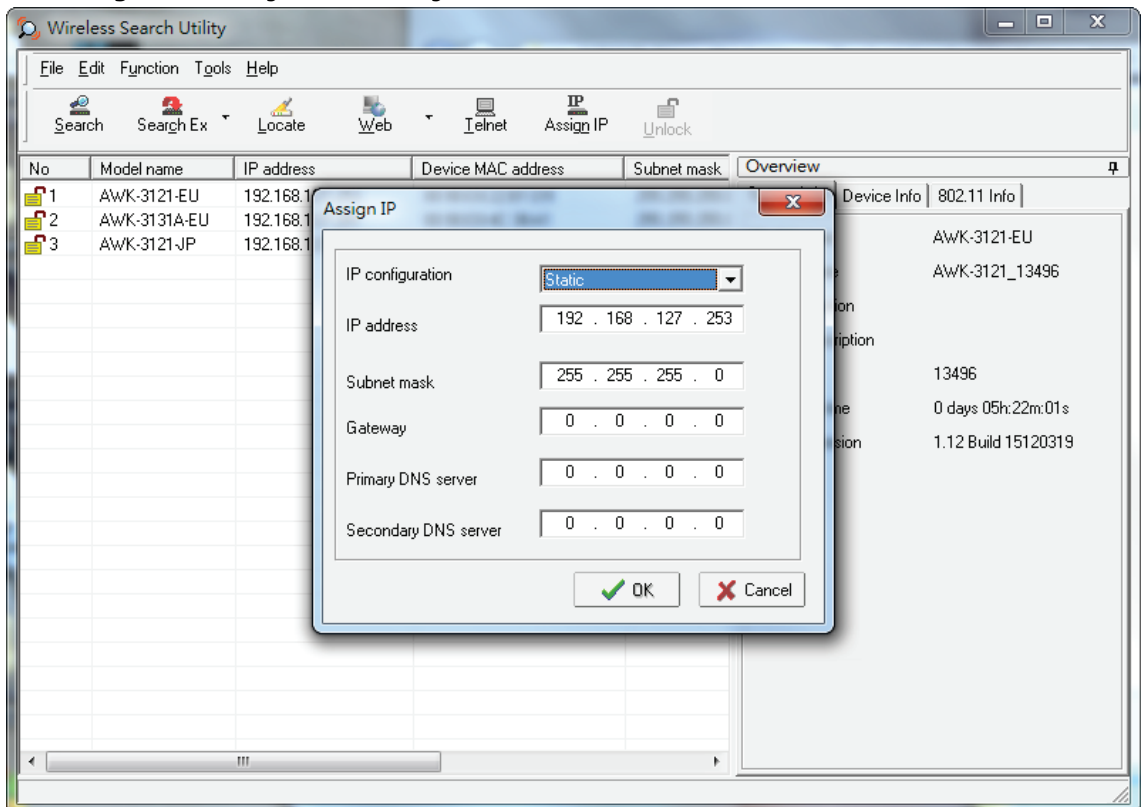 Wireless Search Utility
File Edit Function Tools Help
Search Search Ex Locate Web Telnet Assign IP Unlock
No Model name IP address Device MAC address Subnet mask Overview
Device Info 802.11 Info
1 AWK-3121-EU 192.168.1
2 AWK-3131A-EU 192.168.1
3 AWK-3121-JP 192.168.1
AWK-3121-EU
AWK-3121_13496
13496
0 days 05h:22m:01s
1.12 Build 15120319
Assign IP
IP configuration Static
IP address 192 . 168 . 127 . 253
Subnet mask 255 . 255 . 255 . 0
Gateway 0 . 0 . 0 . 0
Primary DNS server 0 . 0 . 0 . 0
Secondary DNS server 0 . 0 . 0 . 0
OK Cancel